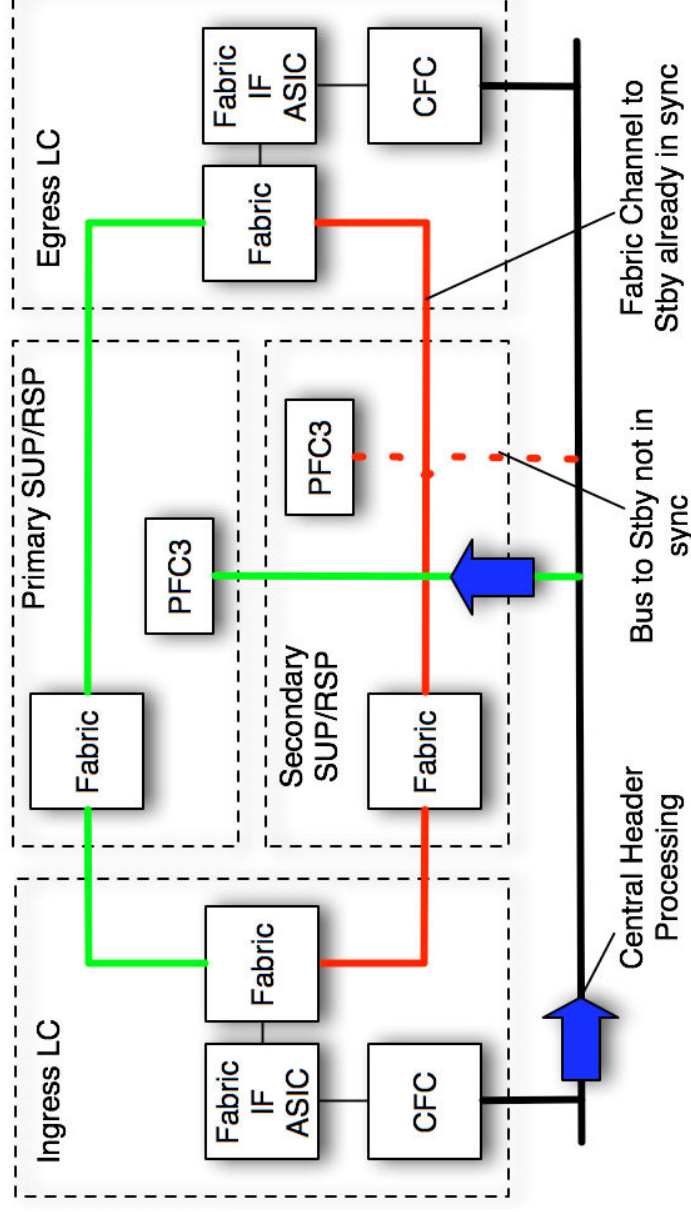 Ingress LC
Fabric
IF
ASIC
Fabric
CFC
Primary SUP/RSP
Fabric
PFC3
Secondary
SUP/RSP
Fabric
PFC3
Egress LC
Fabric
Fabric
IF
ASIC
CFC
Central Header
Processing
Bus to Stby not in
sync
Fabric Channel to
Stby already in sync